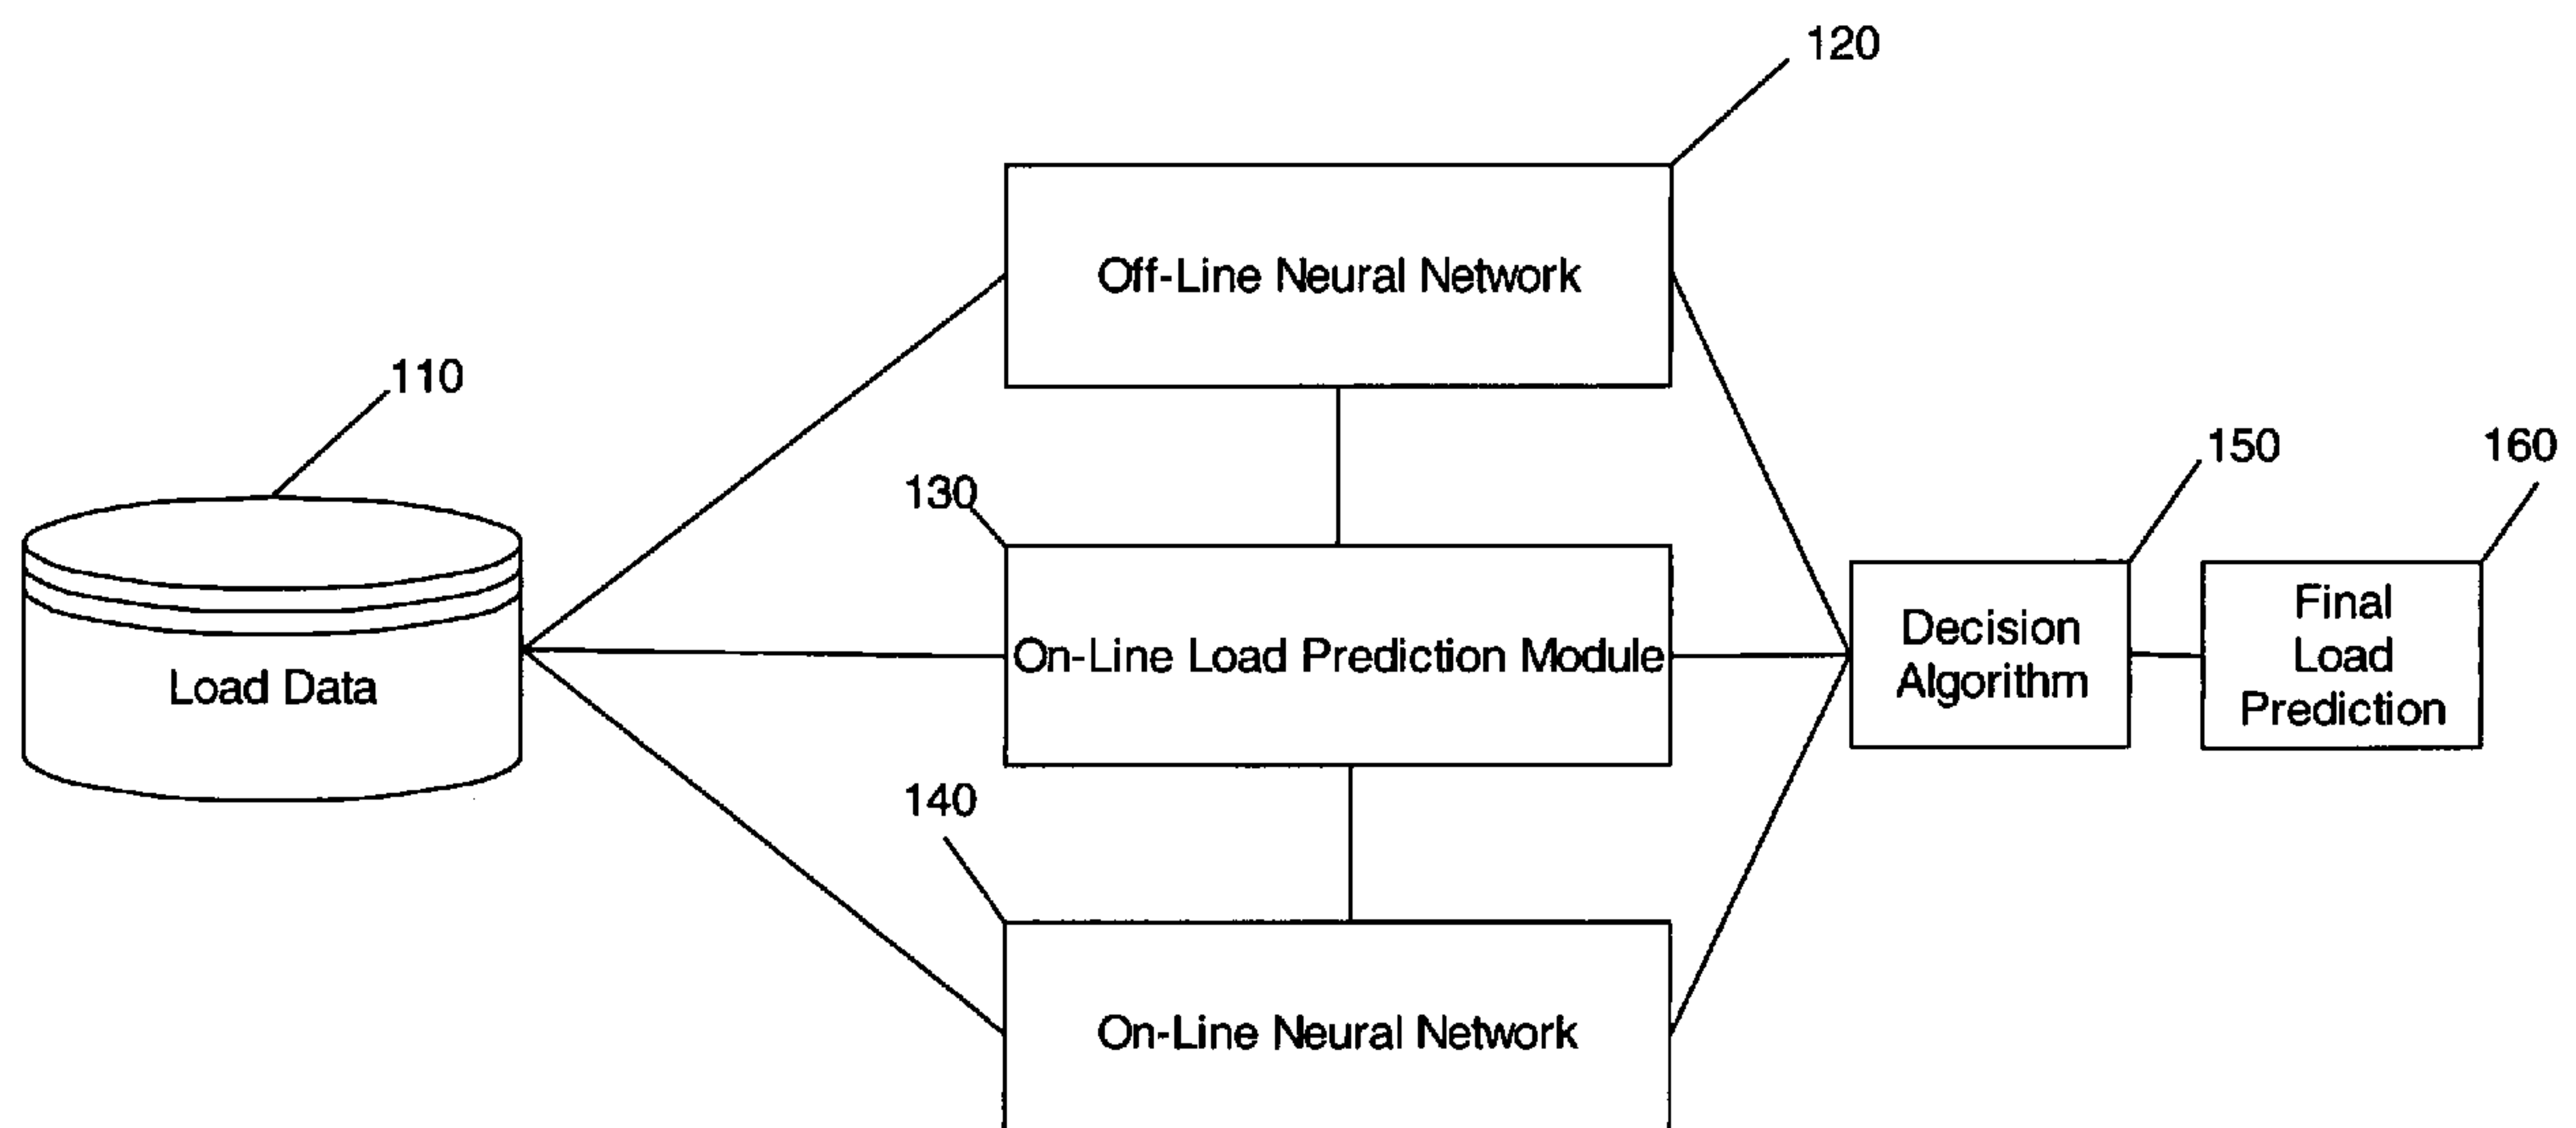 120
Off-Line Neural Network
110
130
150
160
On-Line Load Prediction Module
Decision
Algorithm
Final
Load
Prediction
Load Data
140
On-Line Neural Network